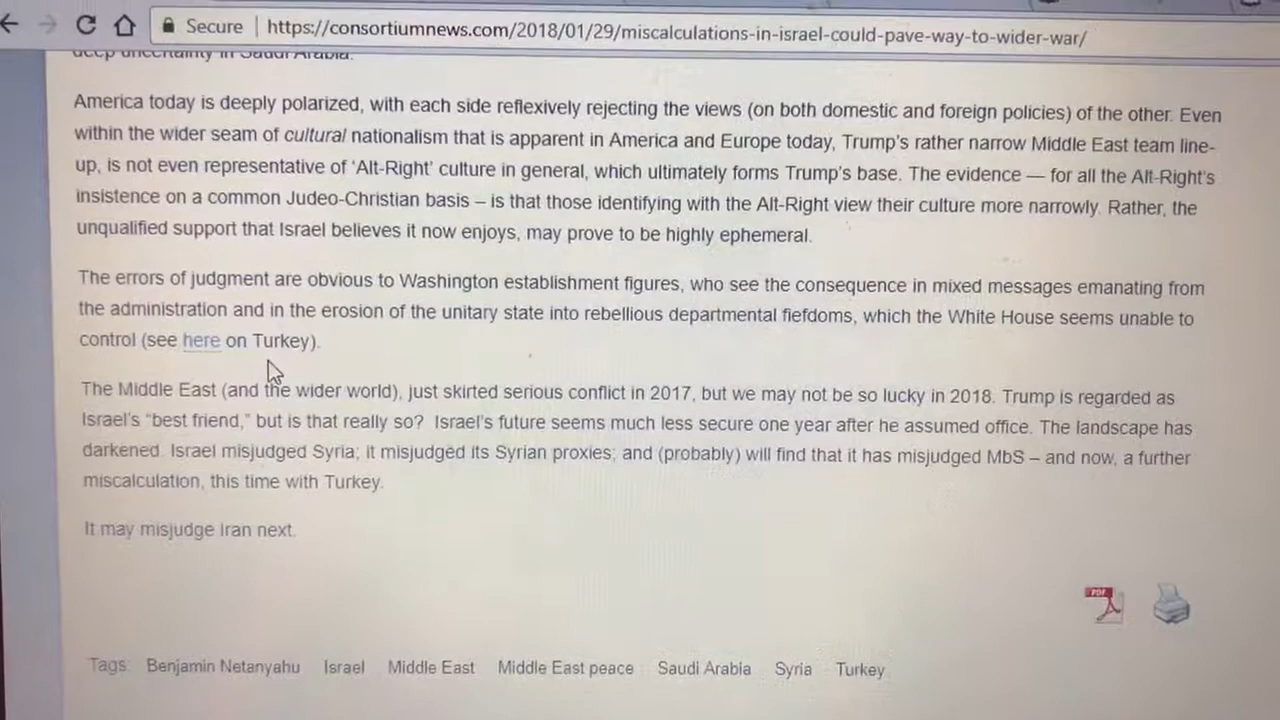 Secure
https://consortiumnews.com/2018/01/29/miscalculations-in-israel-could-pave-way-to-wider-war/
deep uncertainty in Saudi Arabia.
America today is deeply polarized, with each side reflexively rejecting the views (on both domestic and foreign policies) of the other. Even
within the wider seam of cultural nationalism that is apparent in America and Europe today, Trump's rather narrow Middle East team line-
up, is not even representative of 'Alt-Right' culture in general, which ultimately forms Trump's base. The evidence — for all the Alt-Right's
insistence on a common Judeo-Christian basis – is that those identifying with the Alt-Right view their culture more narrowly. Rather, the
unqualified support that Israel believes it now enjoys, may prove to be highly ephemeral.
The errors of judgment are obvious to Washington establishment figures, who see the consequence in mixed messages emanating from
the administration and in the erosion of the unitary state into rebellious departmental fiefdoms, which the White House seems unable to
control (see here on Turkey).
The Middle East (and the wider world), just skirted serious conflict in 2017, but we may not be so lucky in 2018. Trump is regarded as
Israel's "best friend," but is that really so? Israel's future seems much less secure one year after he assumed office. The landscape has
darkened. Israel misjudged Syria; it misjudged its Syrian proxies; and (probably) will find that it has misjudged MbS – and now, a further
miscalculation, this time with Turkey.
It may misjudge Iran next.
PDF
Tags Benjamin Netanyahu Israel Middle East Middle East peace Saudi Arabia Syria Turkey